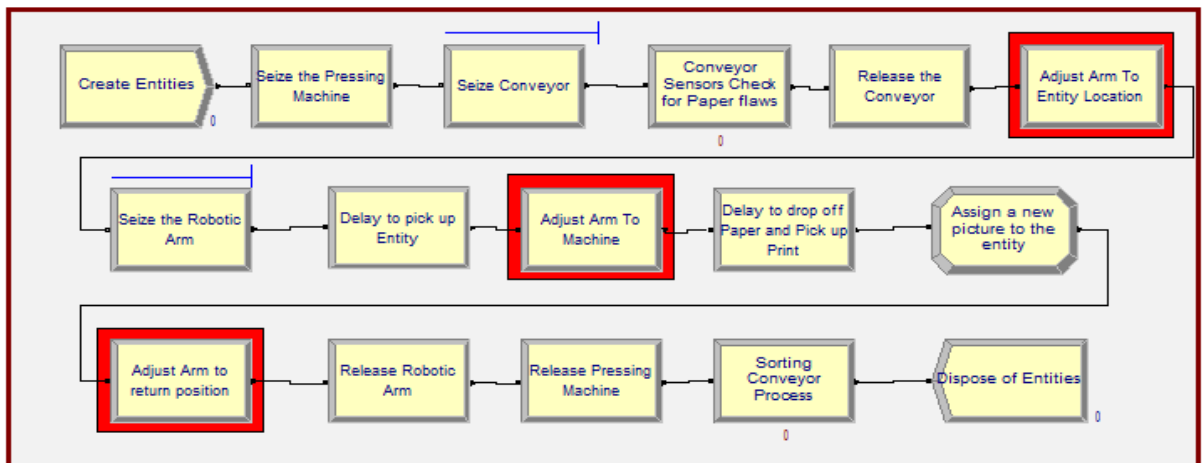 Create Entities
0
Seize the Pressing
Machine
Seize Conveyor
Conveyor
Sensors Check
for Paper flaws
0
Release the
Conveyor
Adjust Arm To
Entity Location
Seize the Robotic
Arm
Delay to pick up
Entity
Adjust Arm To
Machine
Delay to drop off
Paper and Pick up
Print
Assign a new
picture to the
entity
Adjust Arm to
return position
Release Robotic
Arm
Release Pressing
Machine
Sorting
Conveyor
Process
0
Dispose of Entities
0